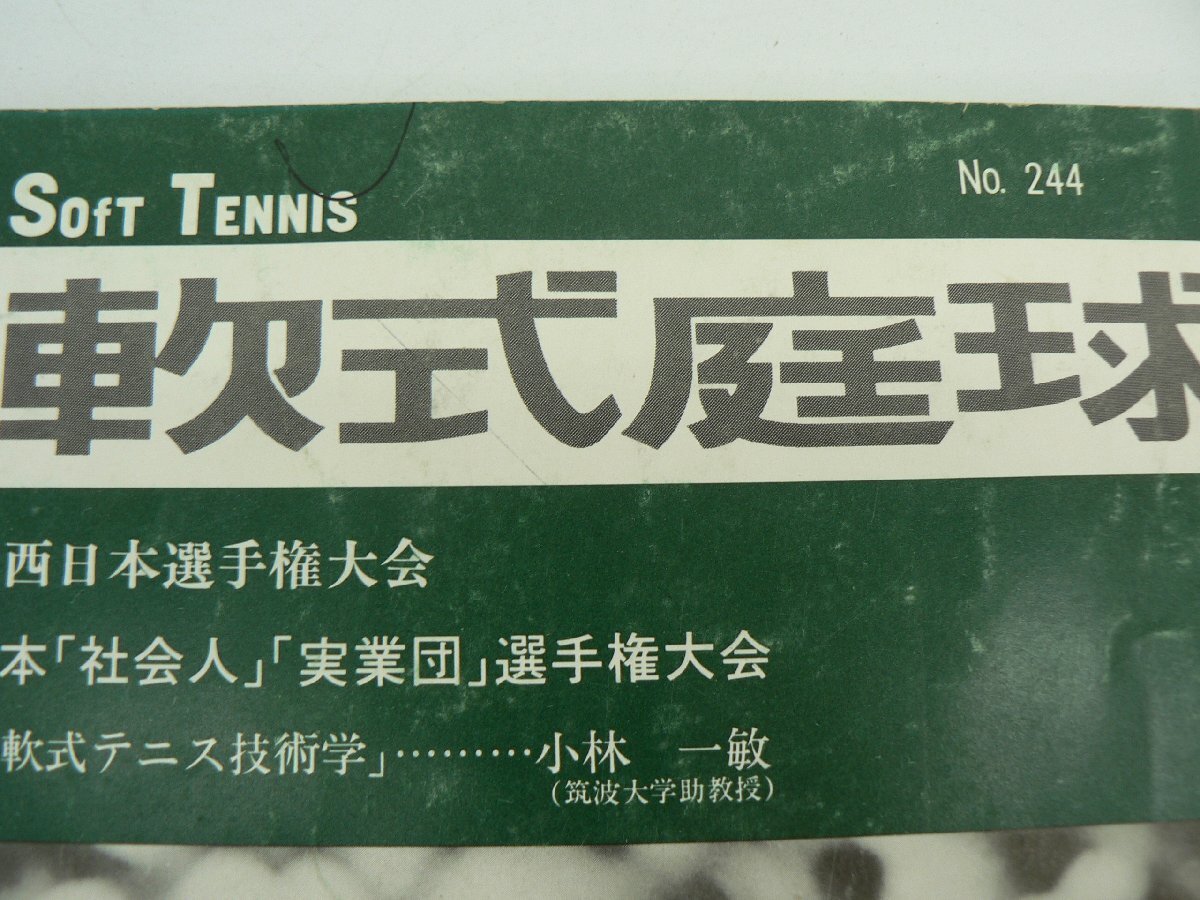 SOfT TENNIS
No. 244
軟式庭球
西日本選手権大会
本「社会人」「実業団」選手権大会
軟式テニス技術学」………小林 一敏
(筑波大学助教授)